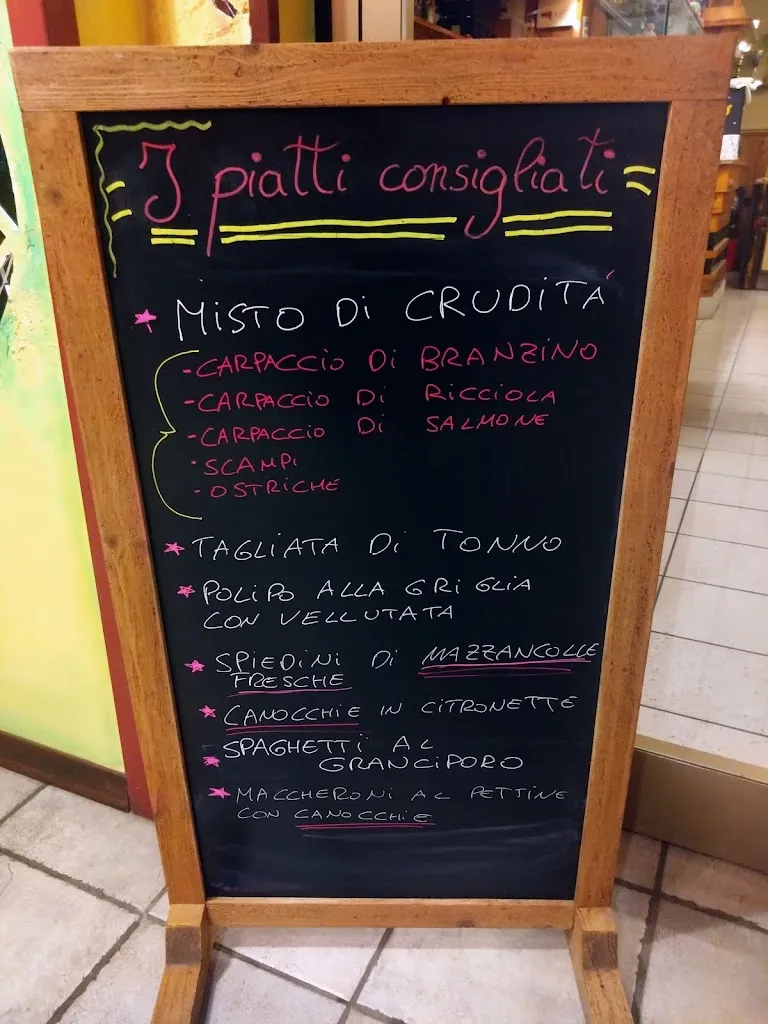 I piatti consigliati
MISTO Di CRUDITÁ
- CARPACCIO Di BRANZINO
- CARPACCIO Di RICCIOLA
- CARPACCIO Di SALMONE
- SCAMPi
- OSTRICHE
TAGLIATA Di TONNO
POLIPO ALLA GRIGLIA
CON VELLUTATA
SPIEDINI Di MAZZANCOLLE
FRESCHE
CANOCCHIE IN CITRONETTE
SPAGHETTI AL
GRANCiPORO
MACCHERONI AL PETTINE
CON CANOCCHIE